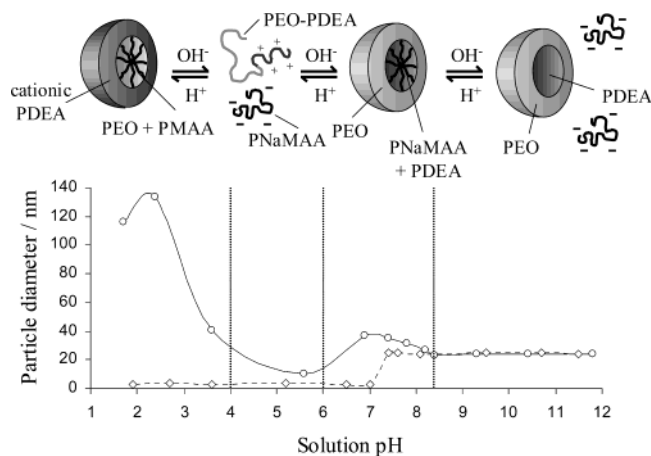 PEO-PDEA
OH-
H+
OH-
H+
OH-
H+
cationic
PDEA
PEO + PMAA
PNaMAA
PEO
PNaMAA
+ PDEA
PDEA
PEO
Particle diameter / nm
140
120
100
80
60
40
20
0
1 2 3 4 5 6 7 8 9 10 11 12
Solution pH